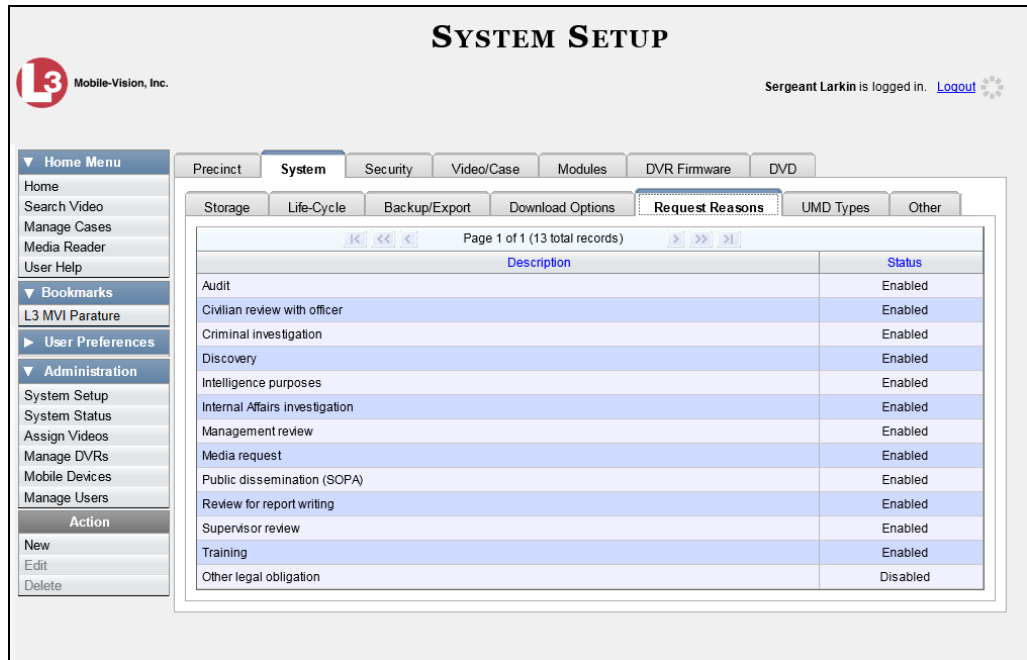 SYSTEM SETUP
L3 Mobile-Vision, Inc.
Sergeant Larkin is logged in. Logout
Home Menu
Home
Search Video
Manage Cases
Media Reader
User Help
Bookmarks
L3 MVI Parature
User Preferences
Administration
System Setup
System Status
Assign Videos
Manage DVRs
Mobile Devices
Manage Users
Action
New
Edit
Delete
Precinct System Security Video/Case Modules DVR Firmware DVD
Storage Life-Cycle Backup/Export Download Options Request Reasons UMD Types Other
Page 1 of 1 (13 total records)
Description Status
Audit Enabled
Civilian review with officer Enabled
Criminal investigation Enabled
Discovery Enabled
Intelligence purposes Enabled
Internal Affairs investigation Enabled
Management review Enabled
Media request Enabled
Public dissemination (SOPA) Enabled
Review for report writing Enabled
Supervisor review Enabled
Training Enabled
Other legal obligation Disabled